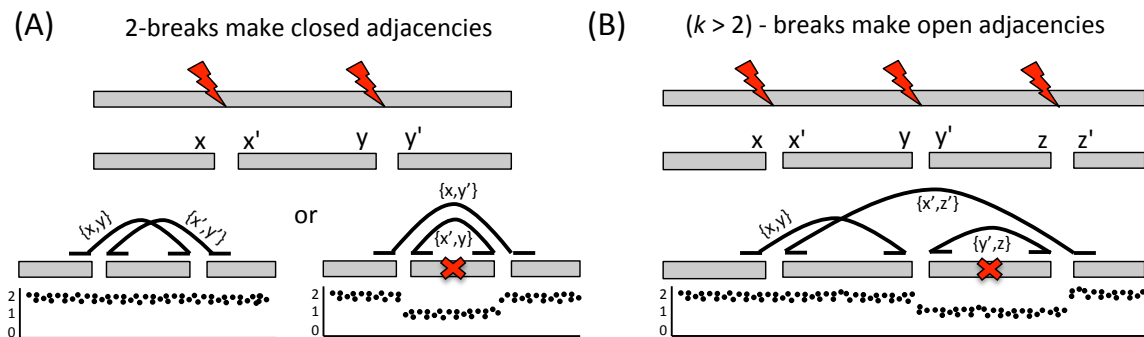 (A) 2-breaks make closed adjacencies
x x' y y'
{x,y} {x',y'}
or
{x,y'}
{x',y}
2
1
0
2
1
0
(B) (k > 2) - breaks make open adjacencies
x x' y y' z z'
{x,y} {x',z'}
{y',z}
2
1
0